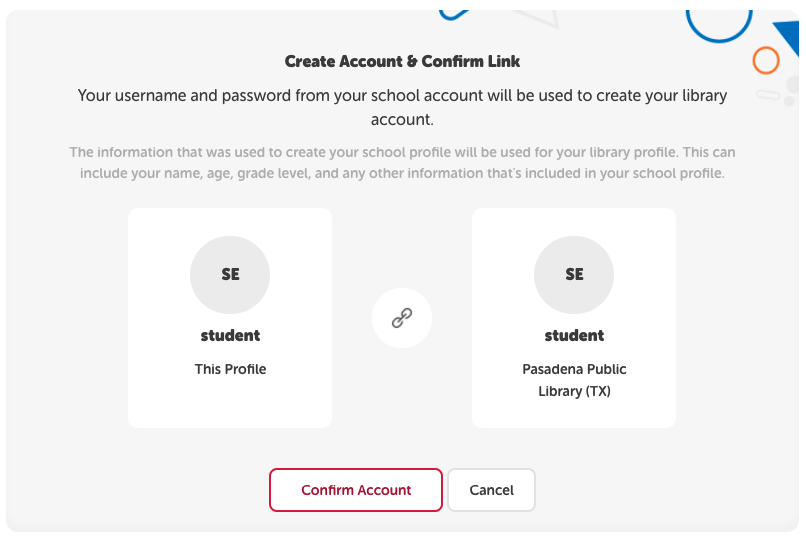 Create Account & Confirm Link
Your username and password from your school account will be used to create your library
account.
The information that was used to create your school profile will be used for your library profile. This can
include your name, age, grade level, and any other information that's included in your school profile.
SE
student
This Profile
SE
student
Pasadena Public
Library (TX)
Confirm Account
Cancel